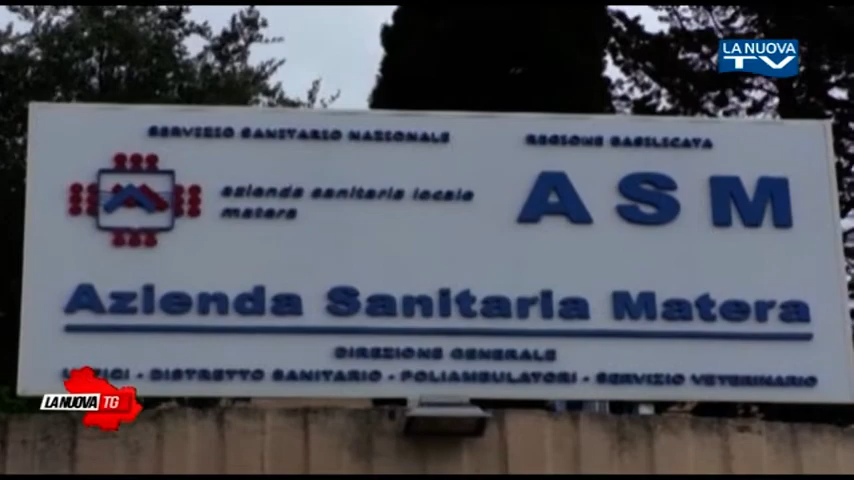 LA NUOVA
TV
SERVIZIO SANITARIO NAZIONALE
REGIONE BASILICATA
azienda sanitaria locale
matera
ASM
Azienda Sanitaria Matera
DIREZIONE GENERALE
UFFICI - DISTRETTO SANITARIO - POLIAMBULATORI - SERVIZIO VETERINARIO
LA NUOVA TG